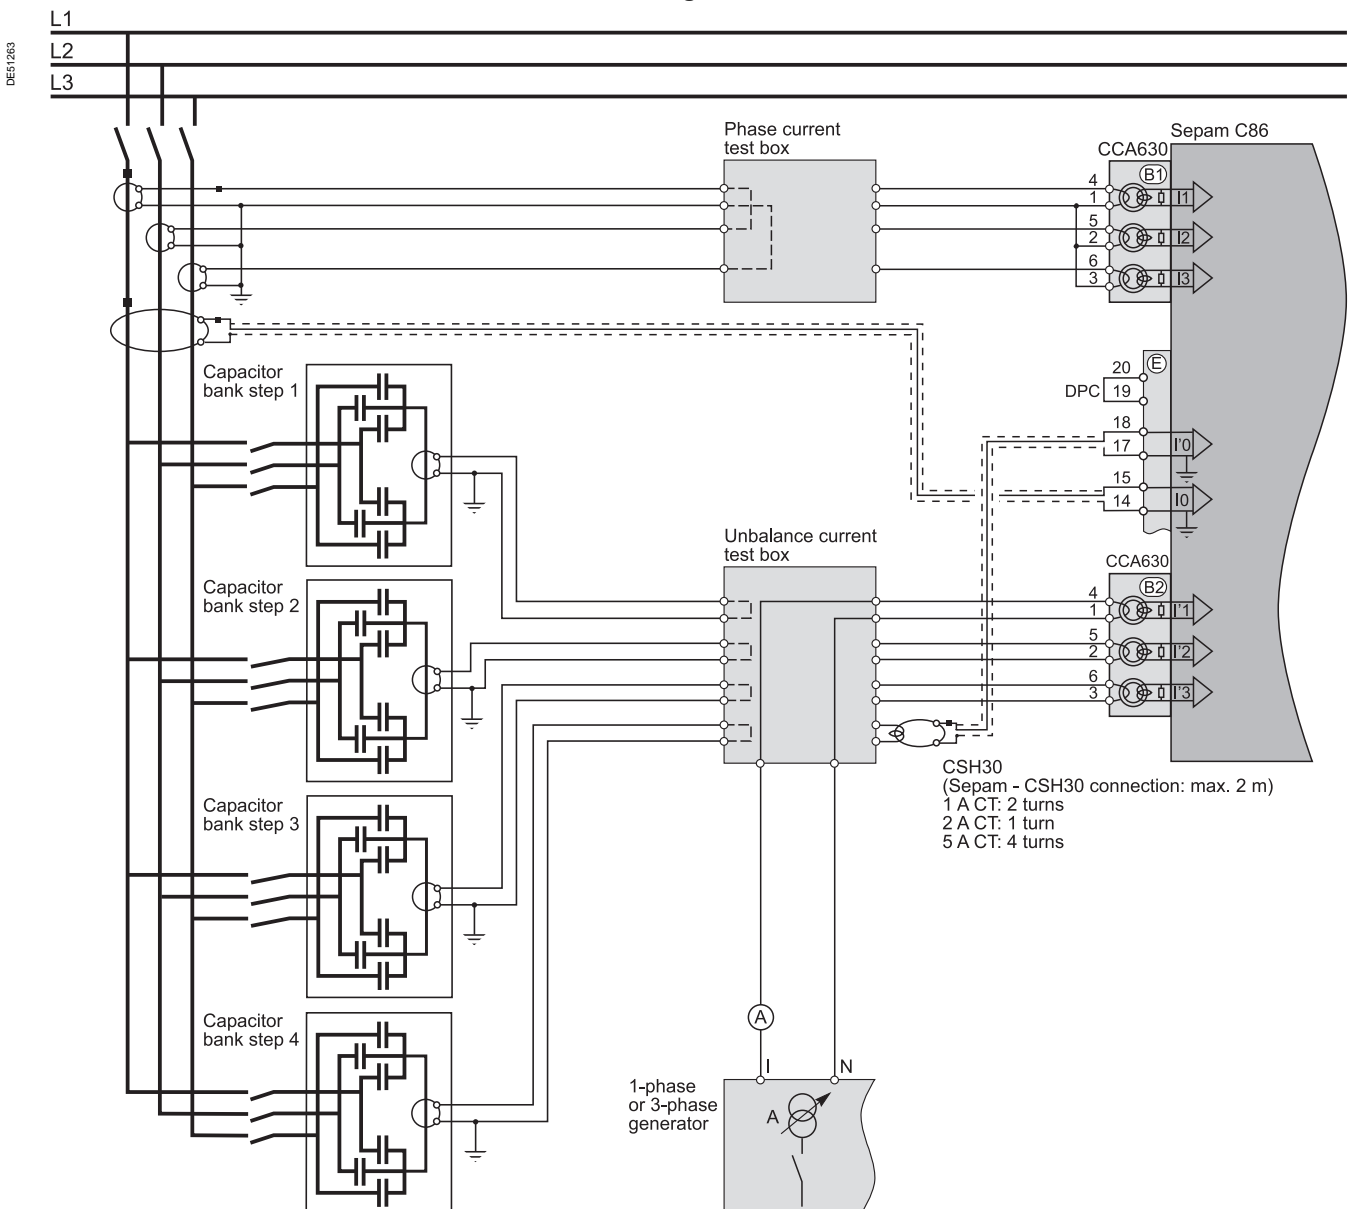 L1
L2
L3
DE51263
Phase current
test box
Sepam C86
CCA630
B1
4
1
I1
5
2
I2
6
3
I3
Capacitor
bank step 1
E
20
DPC 19
18
17
I'0
15
14
I0
Unbalance current
test box
CCA630
B2
4
1
I'1
5
2
I'2
6
3
I'3
Capacitor
bank step 2
CSH30
(Sepam - CSH30 connection: max. 2 m)
1 A CT: 2 turns
2 A CT: 1 turn
5 A CT: 4 turns
Capacitor
bank step 3
A
Capacitor
bank step 4
I
N
1-phase
or 3-phase
generator
A